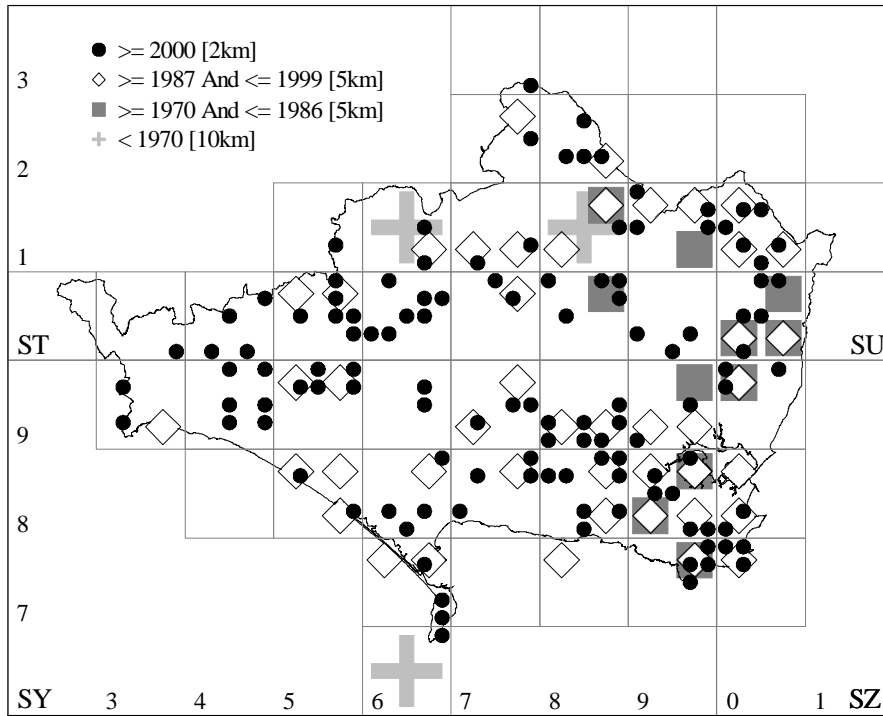 >= 2000 [2km]
3
>= 1987 And <= 1999 [5km]
>= 1970 And <= 1986 [5km]
< 1970 [10km]
2
1
ST
SU
9
8
7
SY
3
4
5
6
7
8
9
0
1
SZ